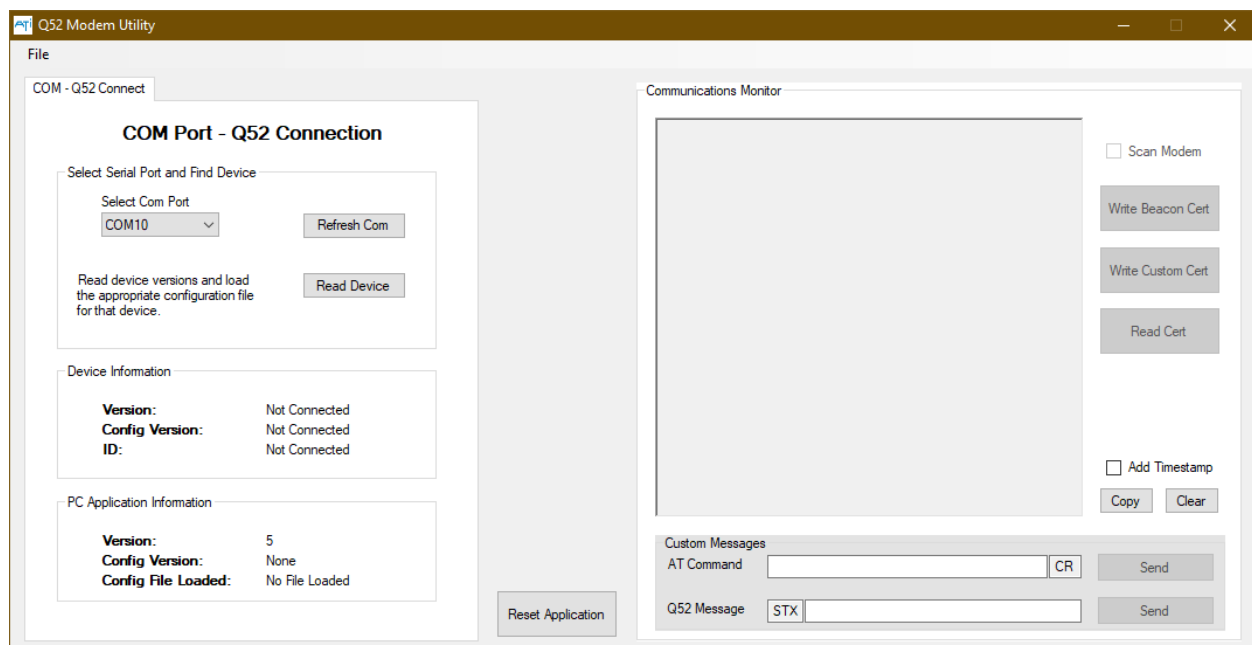 ATi Q52 Modem Utility
File
COM - Q52 Connect
COM Port - Q52 Connection
Select Serial Port and Find Device
Select Com Port
COM10
Refresh Com
Read device versions and load
the appropriate configuration file
for that device.
Read Device
Device Information
Version: Not Connected
Config Version: Not Connected
ID: Not Connected
PC Application Information
Version: 5
Config Version: None
Config File Loaded: No File Loaded
Reset Application
Communications Monitor
Scan Modem
Write Beacon Cert
Write Custom Cert
Read Cert
Add Timestamp
Copy Clear
Custom Messages
AT Command CR Send
Q52 Message STX Send